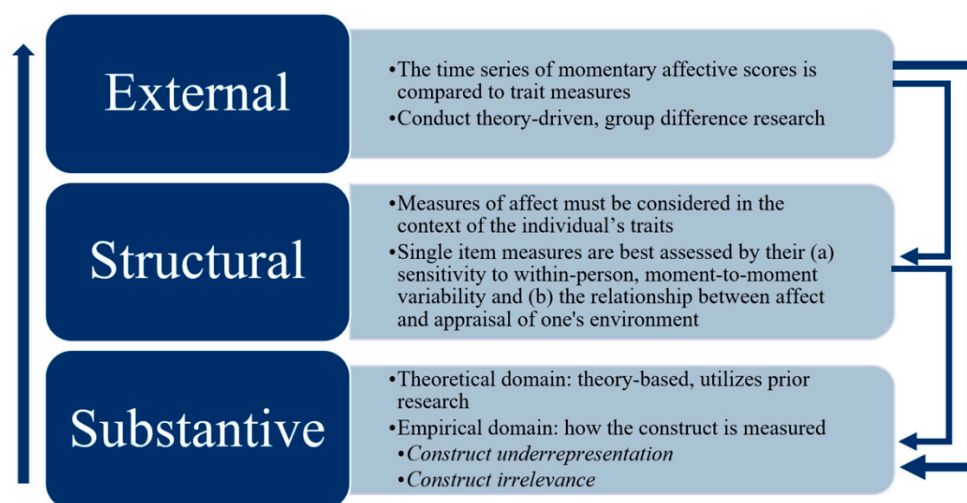 External
•The time series of momentary affective scores is
compared to trait measures
•Conduct theory-driven, group difference research
Structural
•Measures of affect must be considered in the
context of the individual's traits
•Single item measures are best assessed by their (a)
sensitivity to within-person, moment-to-moment
variability and (b) the relationship between affect
and appraisal of one's environment
Substantive
•Theoretical domain: theory-based, utilizes prior
research
•Empirical domain: how the construct is measured
•Construct underrepresentation
•Construct irrelevance